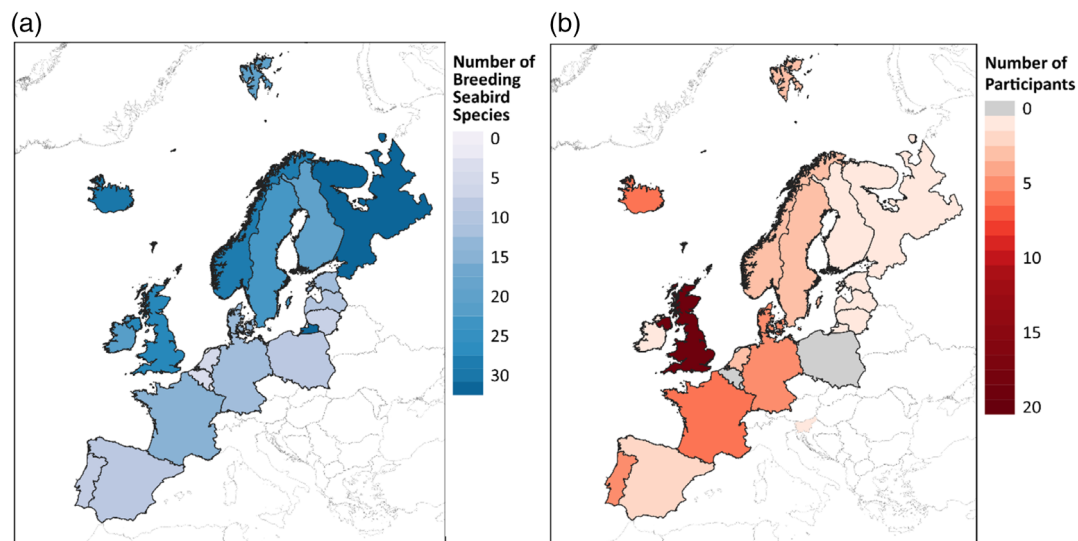 (a)
(b)
Number of
Breeding
Seabird
Species
0
5
10
15
20
25
30
Number of
Participants
0
5
10
15
20